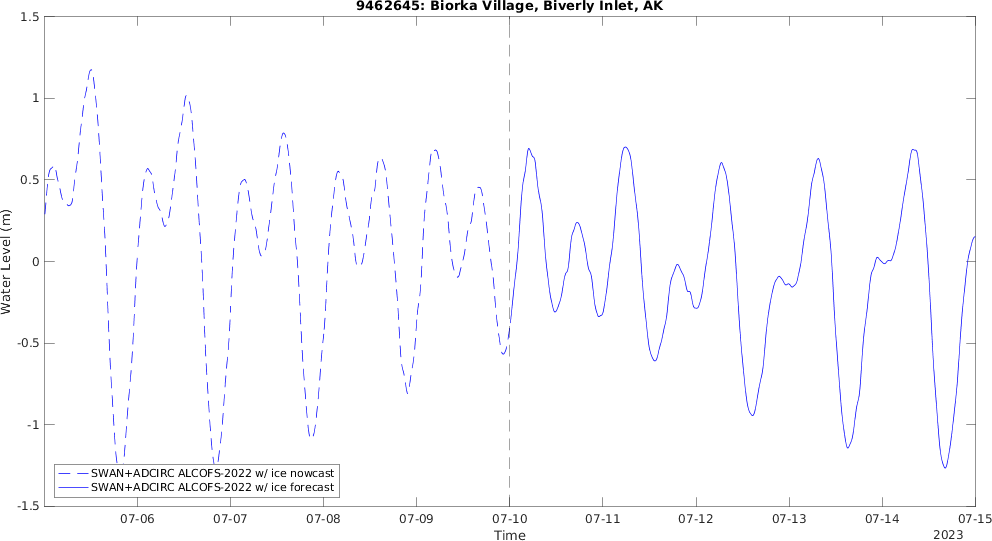 9462645: Biorka Village, Biverly Inlet, AK
1.5
1
0.5
0
-0.5
-1
-1.5
Water Level (m)
SWAN+ADCIRC ALCOFS-2022 w/ ice nowcast
SWAN+ADCIRC ALCOFS-2022 w/ ice forecast
07-06 07-07 07-08 07-09 07-10 07-11 07-12 07-13 07-14 07-15
Time
2023